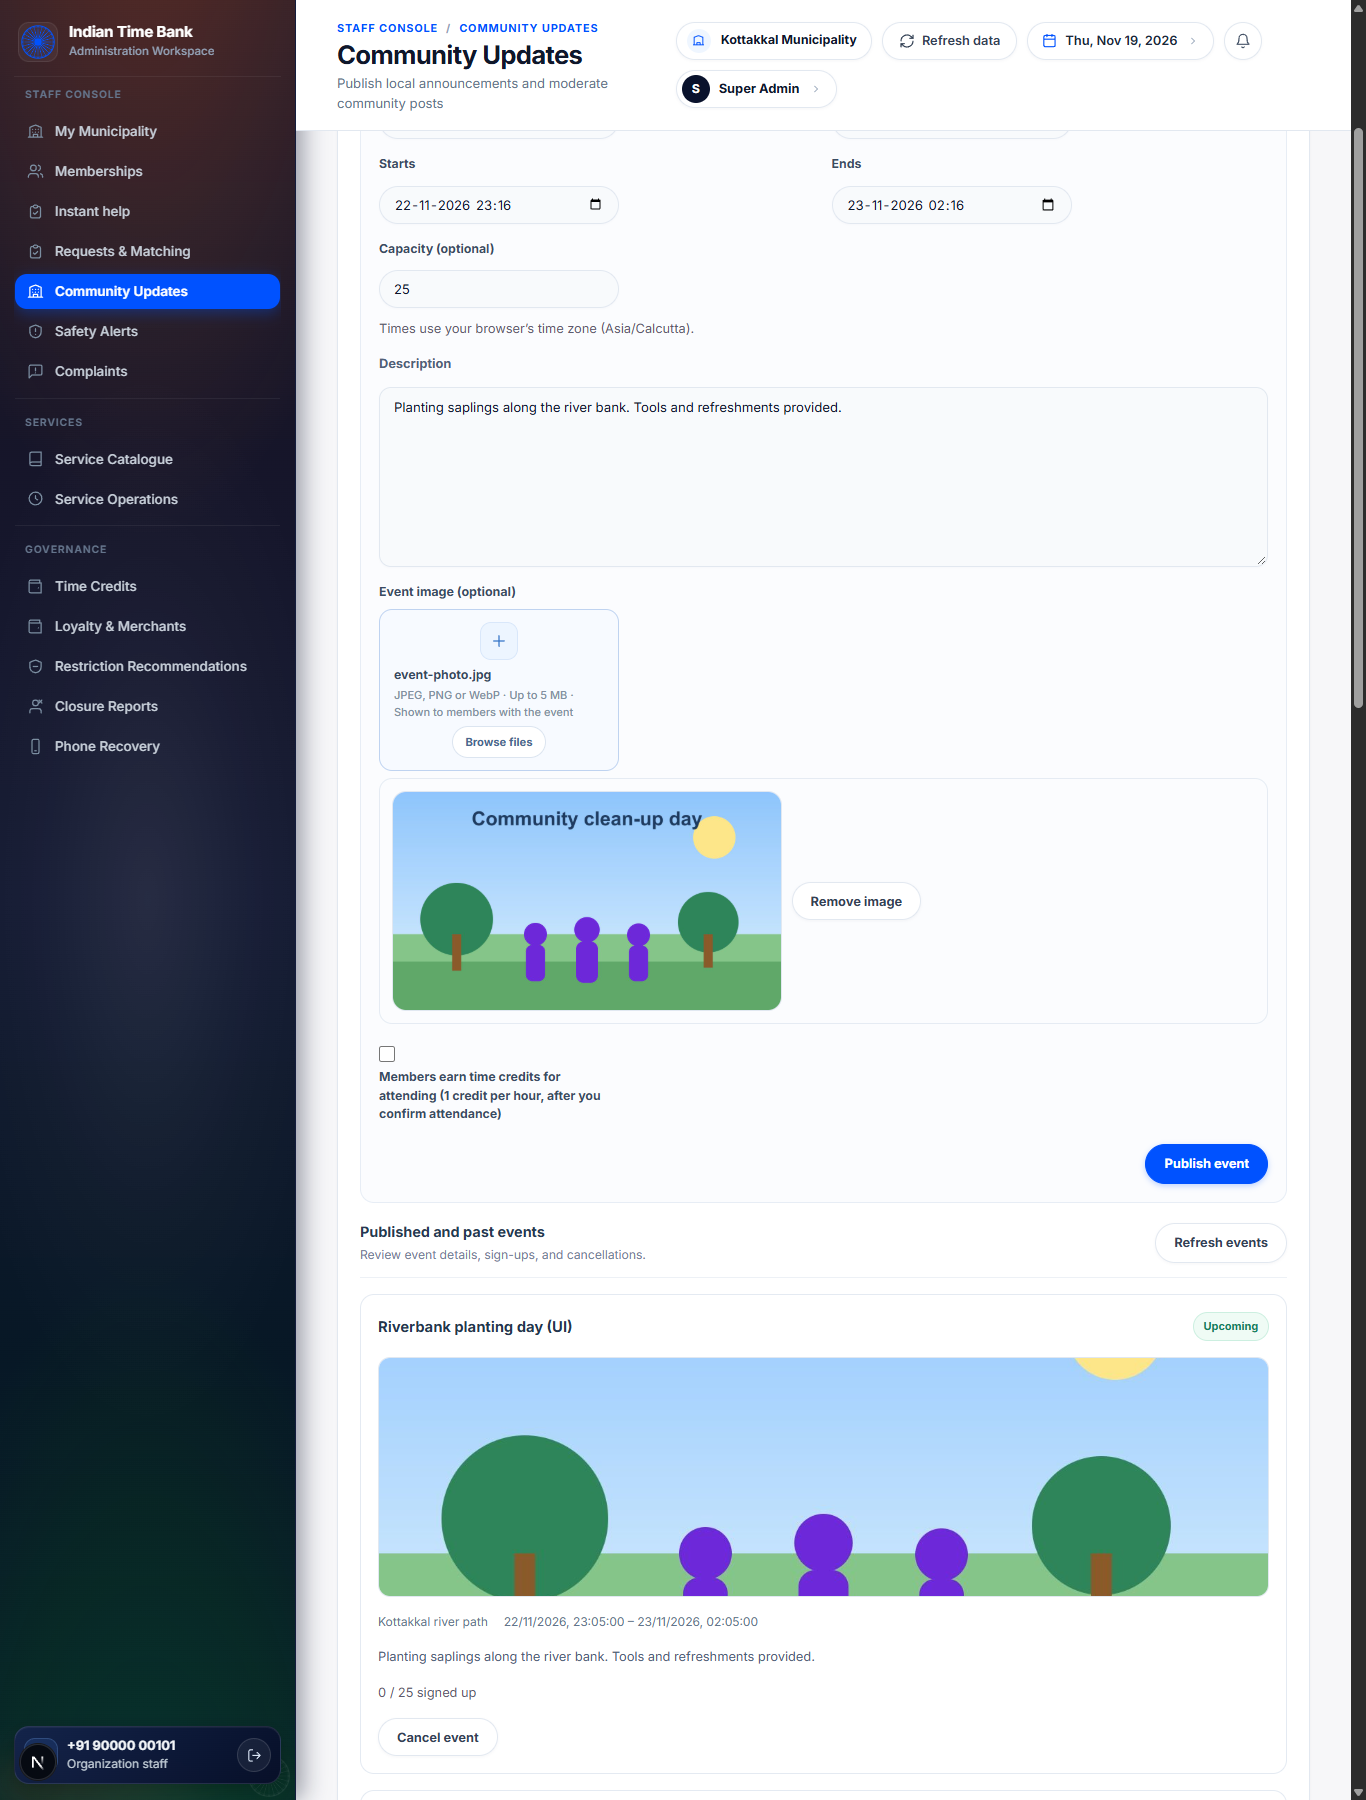 Indian Time Bank
Administration Workspace
STAFF CONSOLE
My Municipality
Memberships
Instant help
Requests & Matching
Community Updates
Safety Alerts
Complaints
SERVICES
Service Catalogue
Service Operations
GOVERNANCE
Time Credits
Loyalty & Merchants
Restriction Recommendations
Closure Reports
Phone Recovery
N
+91 90000 00101
Organization staff
STAFF CONSOLE / COMMUNITY UPDATES
Community Updates
Publish local announcements and moderate
community posts
Kottakkal Municipality
Refresh data
Thu, Nov 19, 2026
S
Super Admin
Starts
Ends
22-11-2026 23:16
23-11-2026 02:16
Capacity (optional)
25
Times use your browser’s time zone (Asia/Calcutta).
Description
Planting saplings along the river bank. Tools and refreshments provided.
Event image (optional)
event-photo.jpg
JPEG, PNG or WebP · Up to 5 MB ·
Shown to members with the event
Browse files
Community clean-up day
Remove image
Members earn time credits for
attending (1 credit per hour, after you
confirm attendance)
Publish event
Published and past events
Review event details, sign-ups, and cancellations.
Refresh events
Riverbank planting day (UI)
Upcoming
Kottakkal river path 22/11/2026, 23:05:00 – 23/11/2026, 02:05:00
Planting saplings along the river bank. Tools and refreshments provided.
0 / 25 signed up
Cancel event